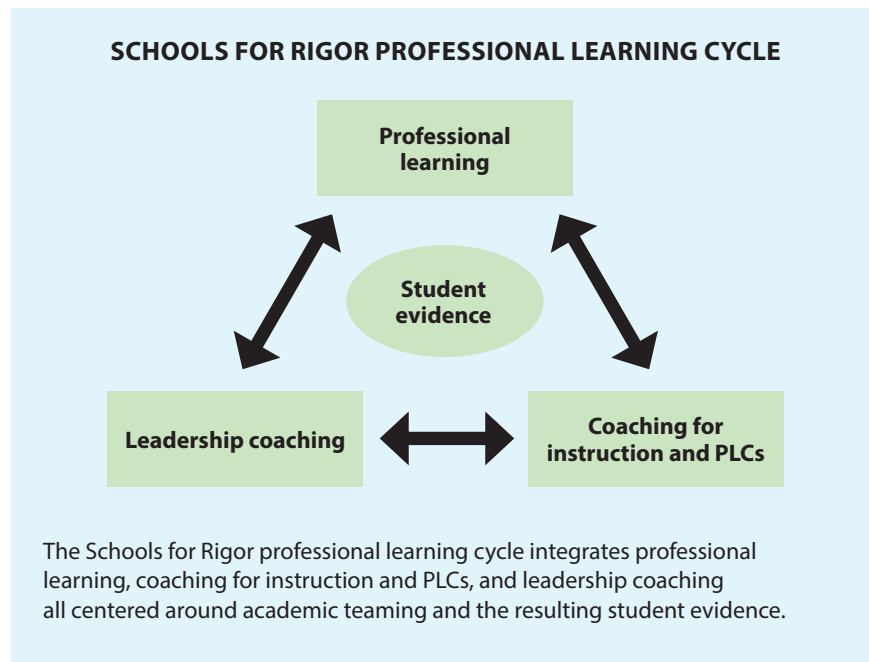 SCHOOLS FOR RIGOR PROFESSIONAL LEARNING CYCLE
Professional
learning
Student
evidence
Leadership coaching
Coaching for
instruction and PLCs
The Schools for Rigor professional learning cycle integrates professional
learning, coaching for instruction and PLCs, and leadership coaching
all centered around academic teaming and the resulting student evidence.